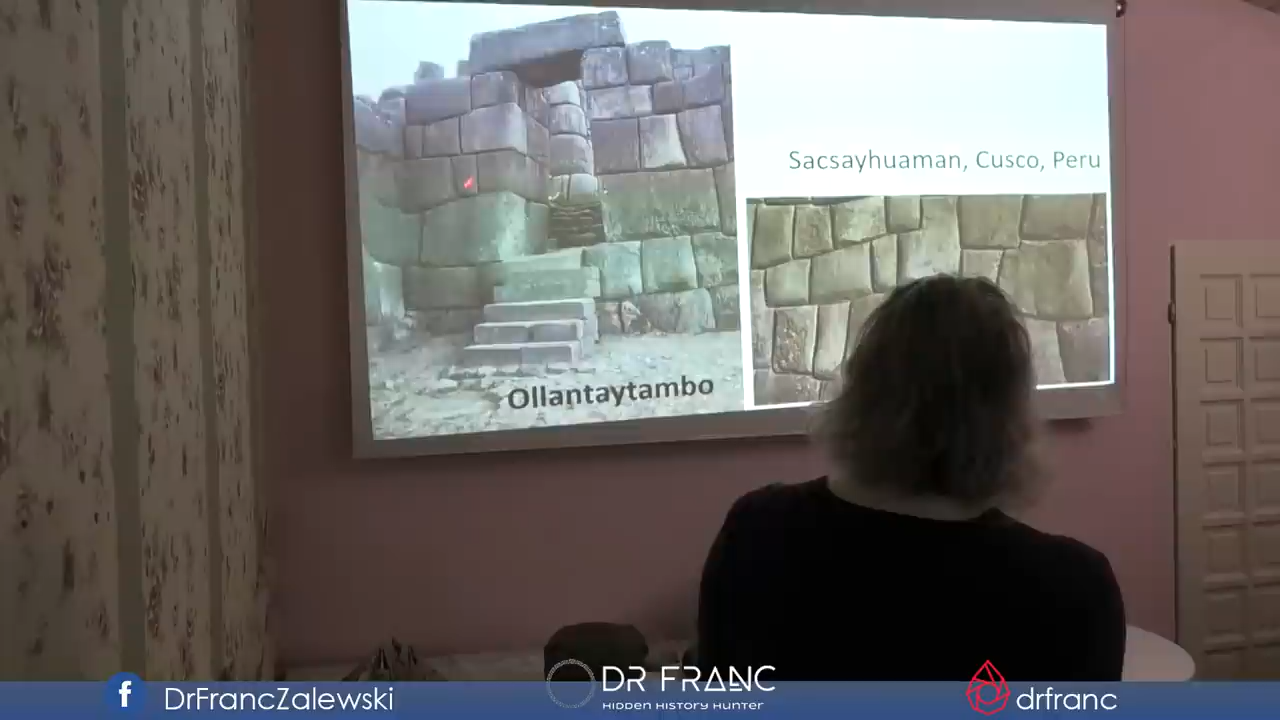 Sacsayhuaman, Cusco, Peru
Ollantaytambo
DrFrancZalewski
DR FRANC
HIDDEN HISTORY HUNTER
drfranc